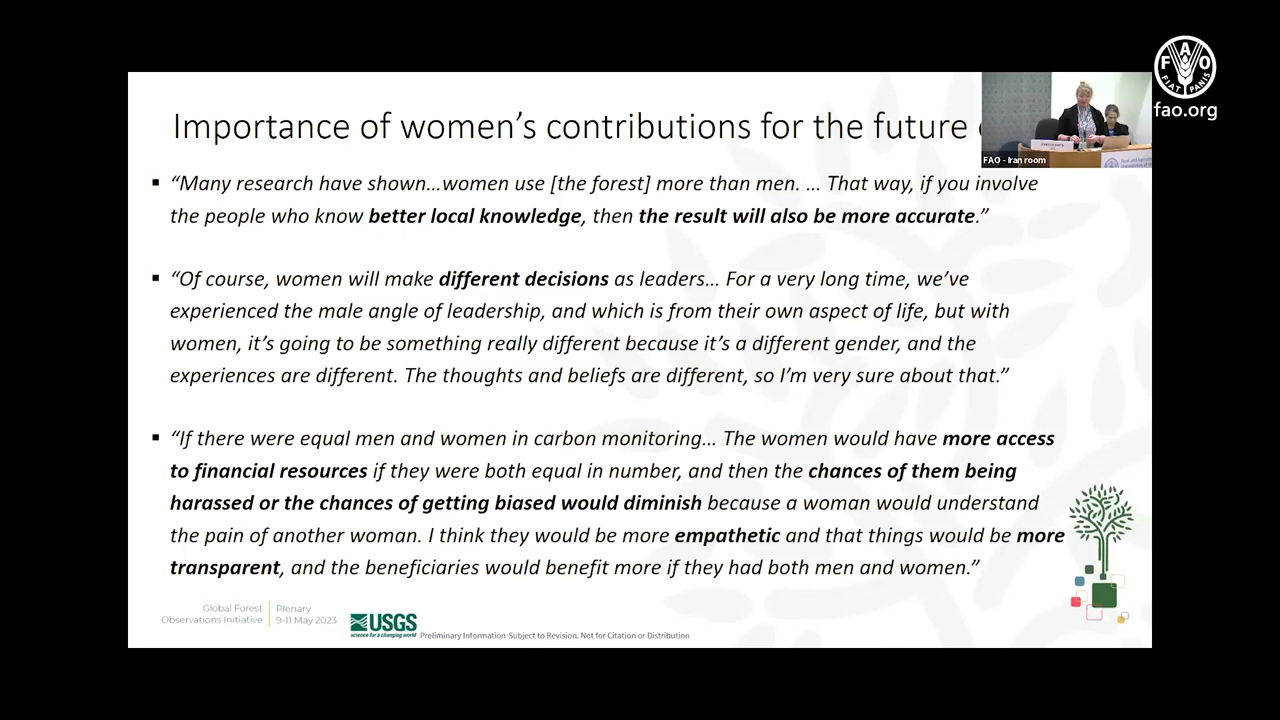 FAO
FIAT PANIS
fao.org
Importance of women's contributions for the future
FAO - Iran room
▪ “Many research have shown…women use [the forest] more than men. … That way, if you involve
the people who know better local knowledge, then the result will also be more accurate.”
▪ “Of course, women will make different decisions as leaders… For a very long time, we've
experienced the male angle of leadership, and which is from their own aspect of life, but with
women, it's going to be something really different because it's a different gender, and the
experiences are different. The thoughts and beliefs are different, so I'm very sure about that.”
▪ “If there were equal men and women in carbon monitoring… The women would have more access
to financial resources if they were both equal in number, and then the chances of them being
harassed or the chances of getting biased would diminish because a woman would understand
the pain of another woman. I think they would be more empathetic and that things would be more
transparent, and the beneficiaries would benefit more if they had both men and women.”
Global Forest
Observations Initiative
Plenary
9-11 May 2023
USGS
science for a changing world
Preliminary Information-Subject to Revision. Not for Citation or Distribution